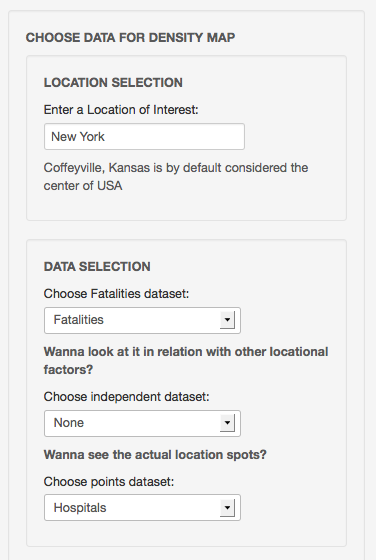 CHOOSE DATA FOR DENSITY MAP
LOCATION SELECTION
Enter a Location of Interest:
New York
Coffeyville, Kansas is by default considered the
center of USA
DATA SELECTION
Choose Fatalities dataset:
Fatalities
Wanna look at it in relation with other locational
factors?
Choose independent dataset:
None
Wanna see the actual location spots?
Choose points dataset:
Hospitals